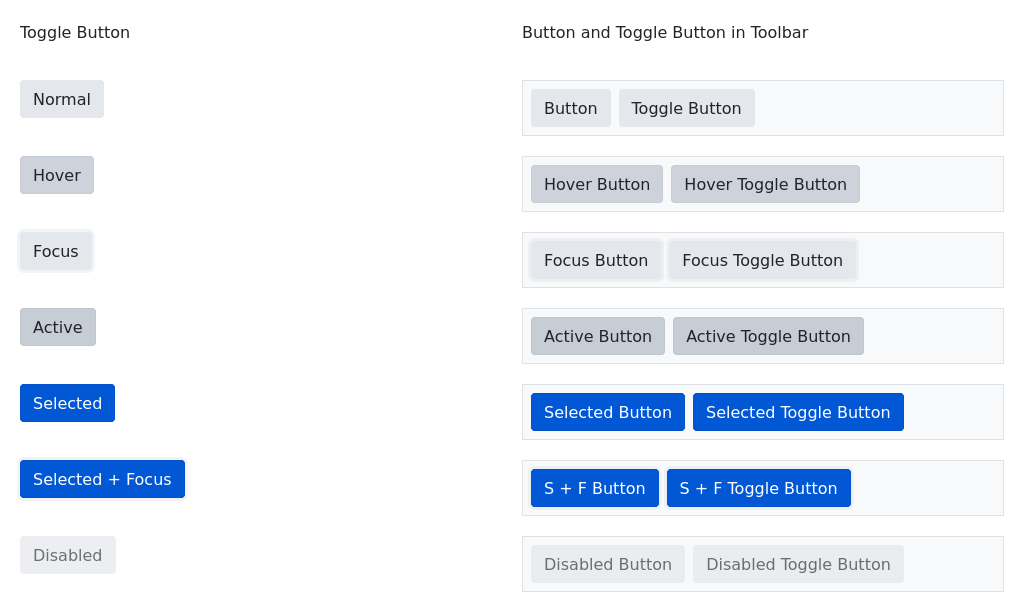 Toggle Button
Normal
Hover
Focus
Active
Selected
Selected + Focus
Disabled
Button and Toggle Button in Toolbar
Button Toggle Button
Hover Button Hover Toggle Button
Focus Button Focus Toggle Button
Active Button Active Toggle Button
Selected Button Selected Toggle Button
S + F Button S + F Toggle Button
Disabled Button Disabled Toggle Button